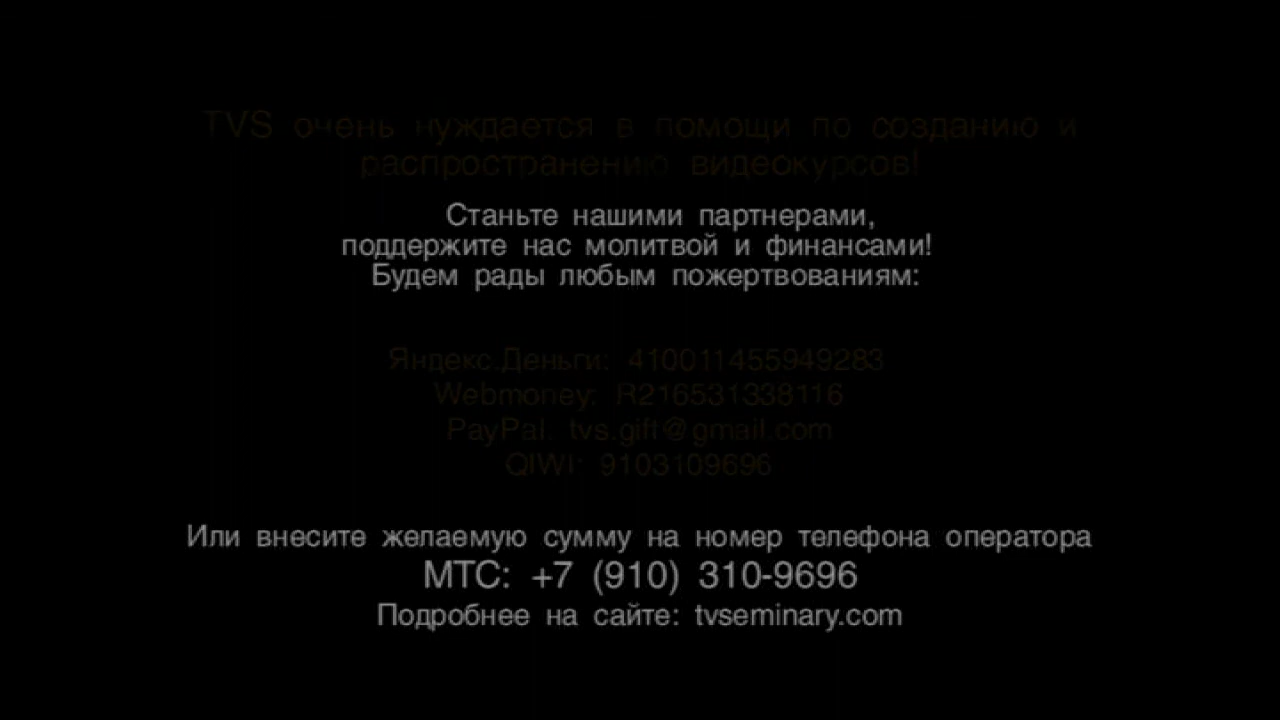 TVS очень нуждается в помощи по созданию и
распространению видеокурсов!
Станьте нашими партнерами,
поддержите нас молитвой и финансами!
Будем рады любым пожертвованиям:
Яндекс.Деньги: 410011455949283
Webmoney: R216531338116
PayPal: tvs.gift@gmail.com
QIWI: 9103109696
Или внесите желаемую сумму на номер телефона оператора
МТС: +7 (910) 310-9696
Подробнее на сайте: tvseminary.com